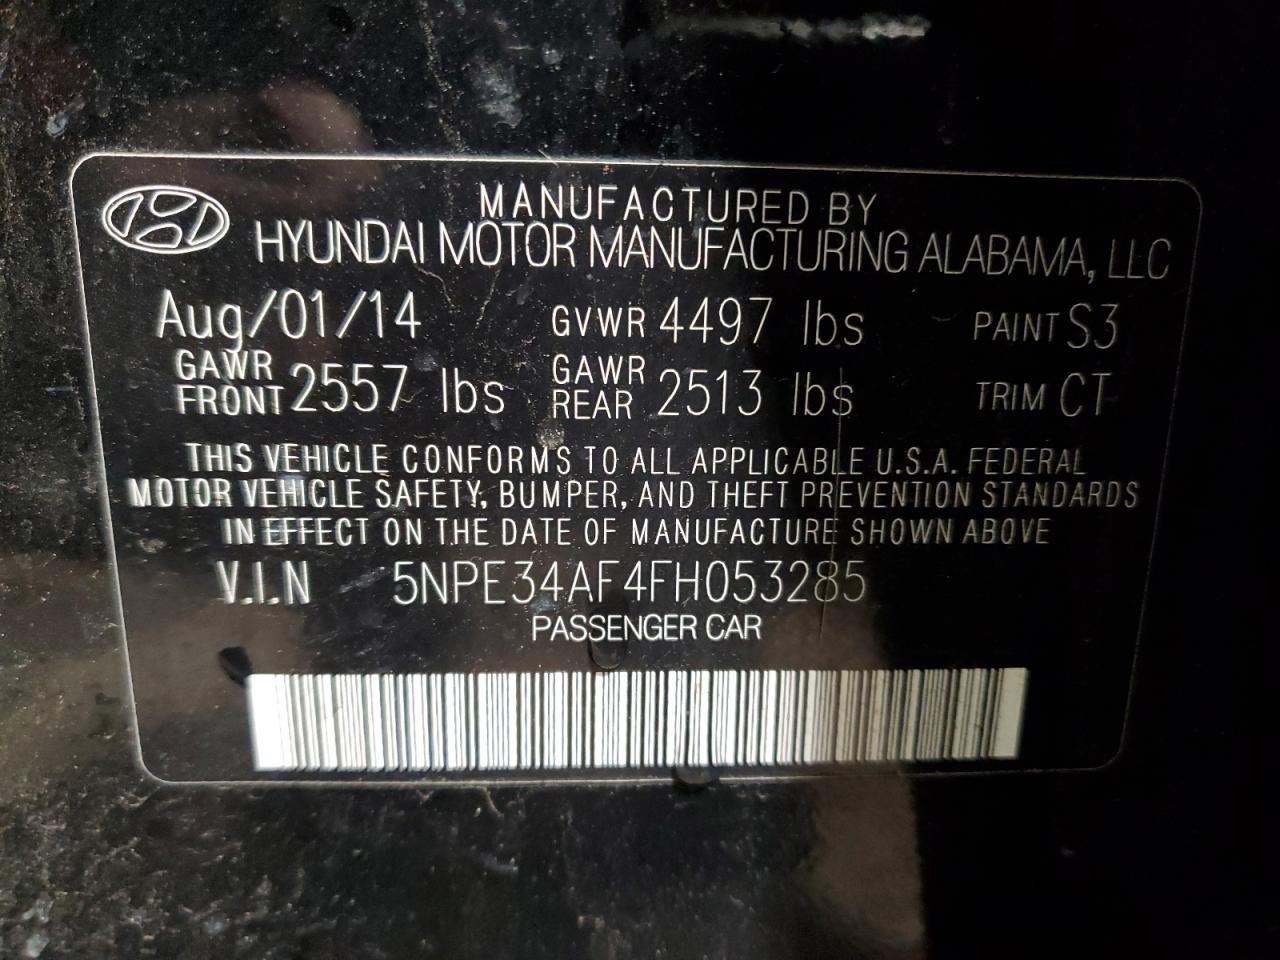 MANUFACTURED BY
HYUNDAI MOTOR MANUFACTURING ALABAMA, LLC
Aug/01/14 GVWR 4497 lbs PAINT S3
GAWR FRONT 2557 lbs GAWR REAR 2513 lbs TRIM CT
THIS VEHICLE CONFORMS TO ALL APPLICABLE U.S.A. FEDERAL
MOTOR VEHICLE SAFETY, BUMPER, AND THEFT PREVENTION STANDARDS
IN EFFECT ON THE DATE OF MANUFACTURE SHOWN ABOVE
V.I.N 5NPE34AF4FH053285
PASSENGER CAR